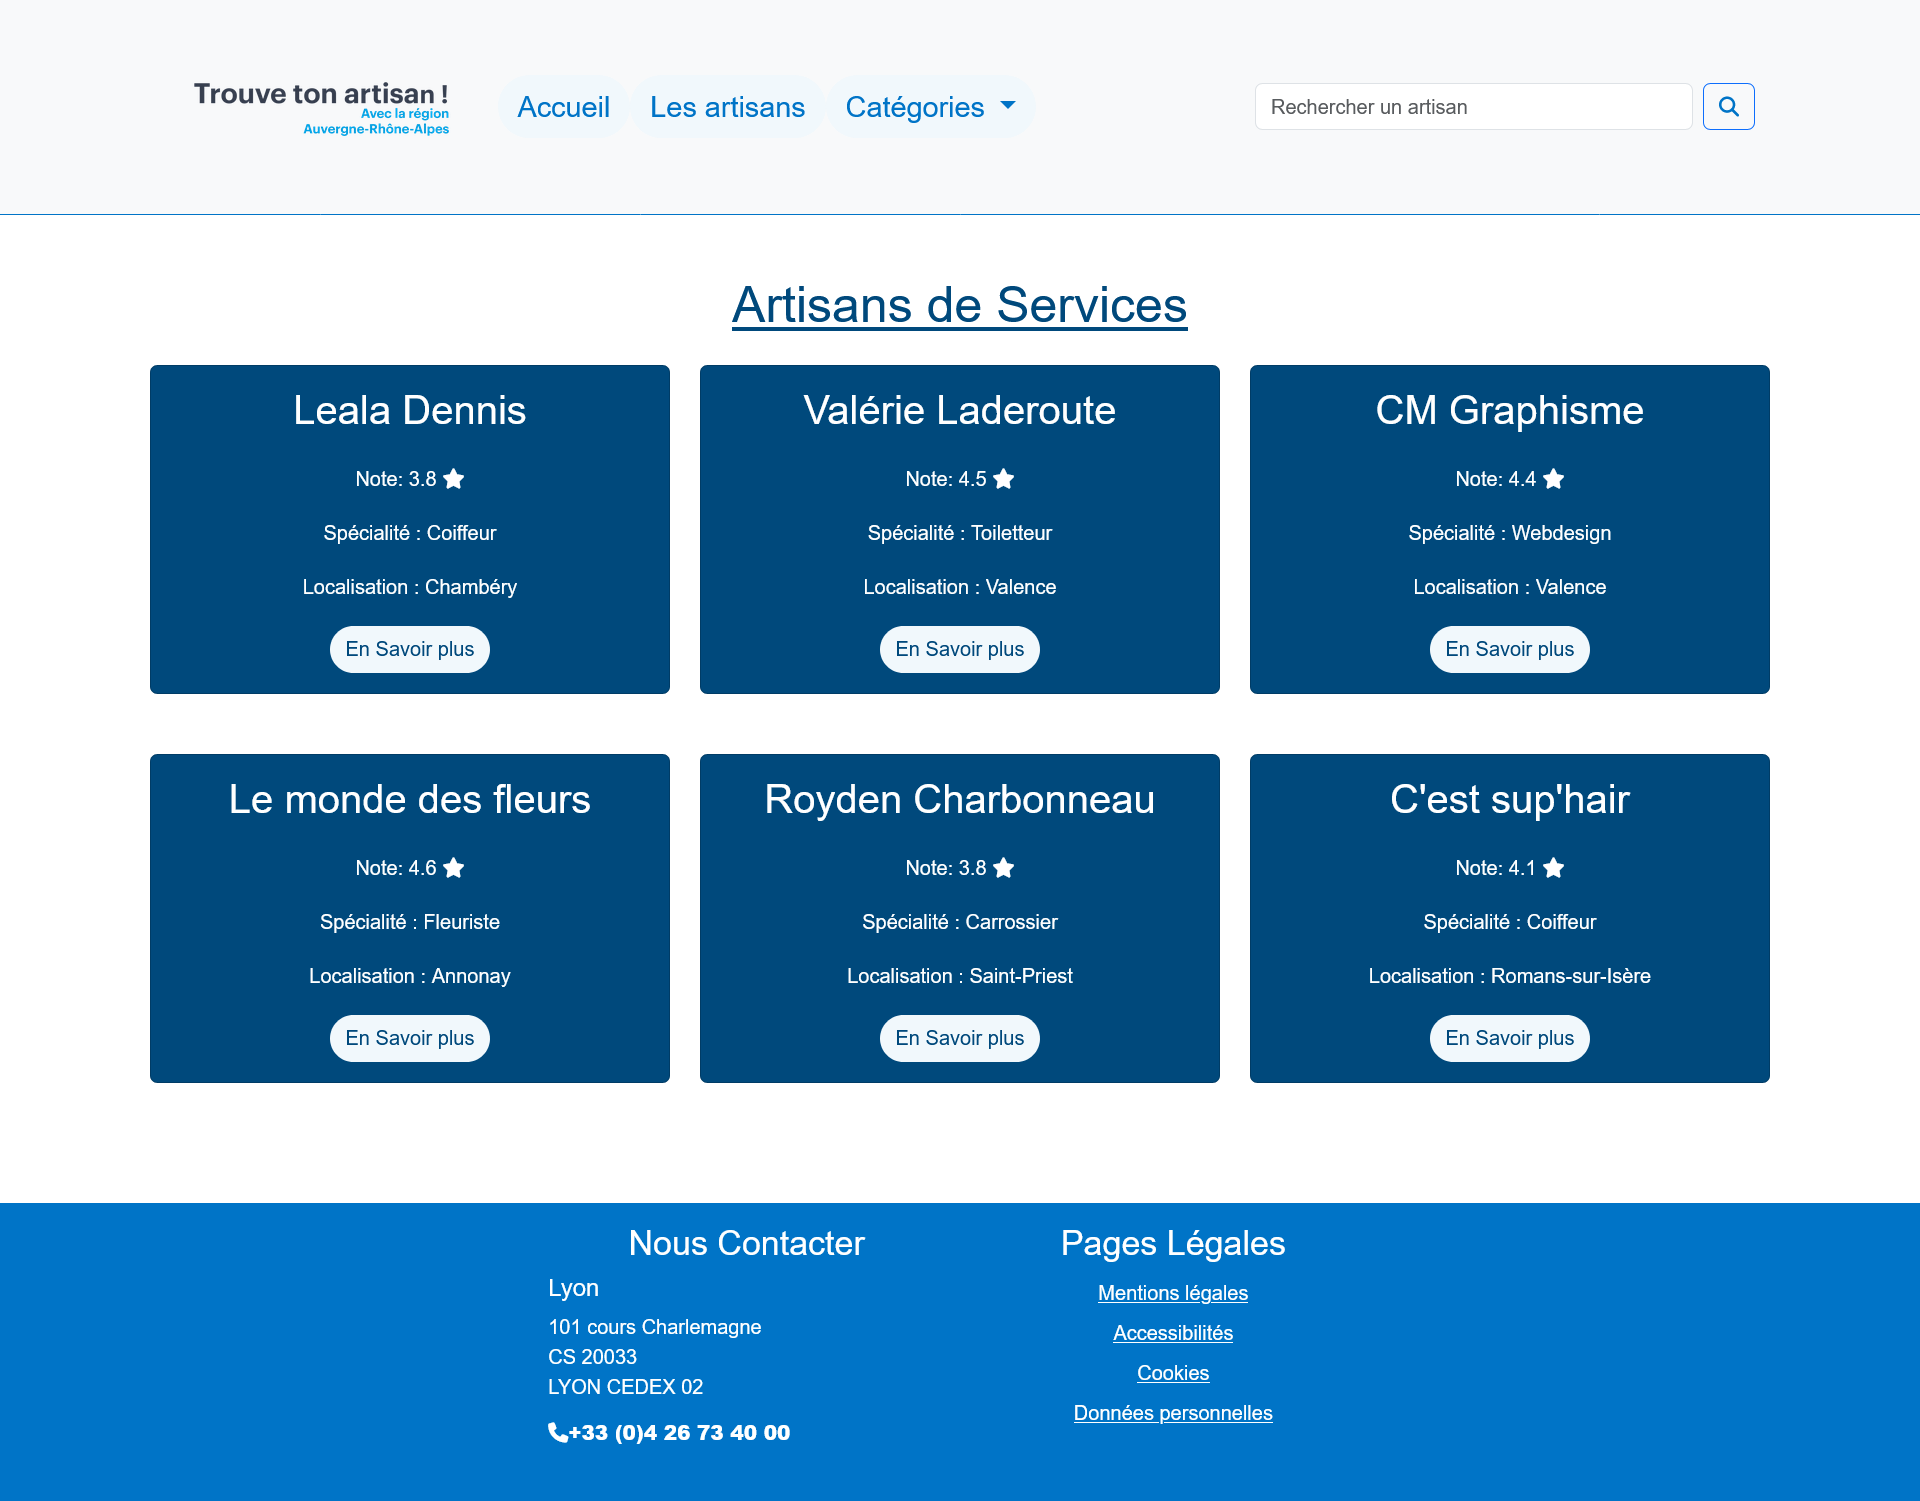 Trouve ton artisan !
Avec la région
Auvergne-Rhône-Alpes
Accueil
Les artisans
Catégories
Rechercher un artisan
Artisans de Services
Leala Dennis
Note: 3.8
Spécialité : Coiffeur
Localisation : Chambéry
En Savoir plus
Valérie Laderoute
Note: 4.5
Spécialité : Toiletteur
Localisation : Valence
En Savoir plus
CM Graphisme
Note: 4.4
Spécialité : Webdesign
Localisation : Valence
En Savoir plus
Le monde des fleurs
Note: 4.6
Spécialité : Fleuriste
Localisation : Annonay
En Savoir plus
Royden Charbonneau
Note: 3.8
Spécialité : Carrossier
Localisation : Saint-Priest
En Savoir plus
C'est sup'hair
Note: 4.1
Spécialité : Coiffeur
Localisation : Romans-sur-Isère
En Savoir plus
Nous Contacter
Lyon
101 cours Charlemagne
CS 20033
LYON CEDEX 02
+33 (0)4 26 73 40 00
Pages Légales
Mentions légales
Accessibilités
Cookies
Données personnelles